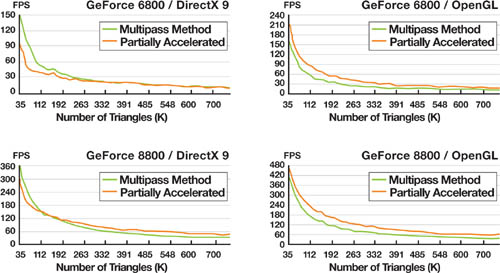 FPS
GeForce 6800 / DirectX 9
150
120
90
60
30
0
Multipass Method
Partially Accelerated
35 112 192 263 332 391 485 548 600 700
Number of Triangles (K)
FPS
GeForce 6800 / OpenGL
240
210
180
150
120
90
60
30
0
Multipass Method
Partially Accelerated
35 112 192 263 332 391 485 548 600 700
Number of Triangles (K)
FPS
GeForce 8800 / DirectX 9
360
300
240
180
120
60
0
Multipass Method
Partially Accelerated
35 112 192 263 332 391 485 548 600 700
Number of Triangles (K)
FPS
GeForce 8800 / OpenGL
480
420
360
300
240
180
120
60
0
Multipass Method
Partially Accelerated
35 112 192 263 332 391 485 548 600 700
Number of Triangles (K)